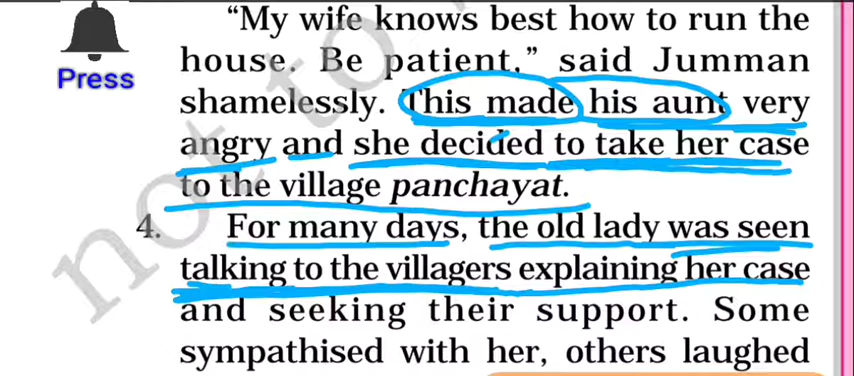 “My wife knows best how to run the
house. Be patient,” said Jumman
Press
shamelessly. This made his aunt very
angry and she decided to take her case
to the village panchayat.
4. For many days, the old lady was seen
talking to the villagers explaining her case
and seeking their support. Some
sympathised with her, others laughed
not to